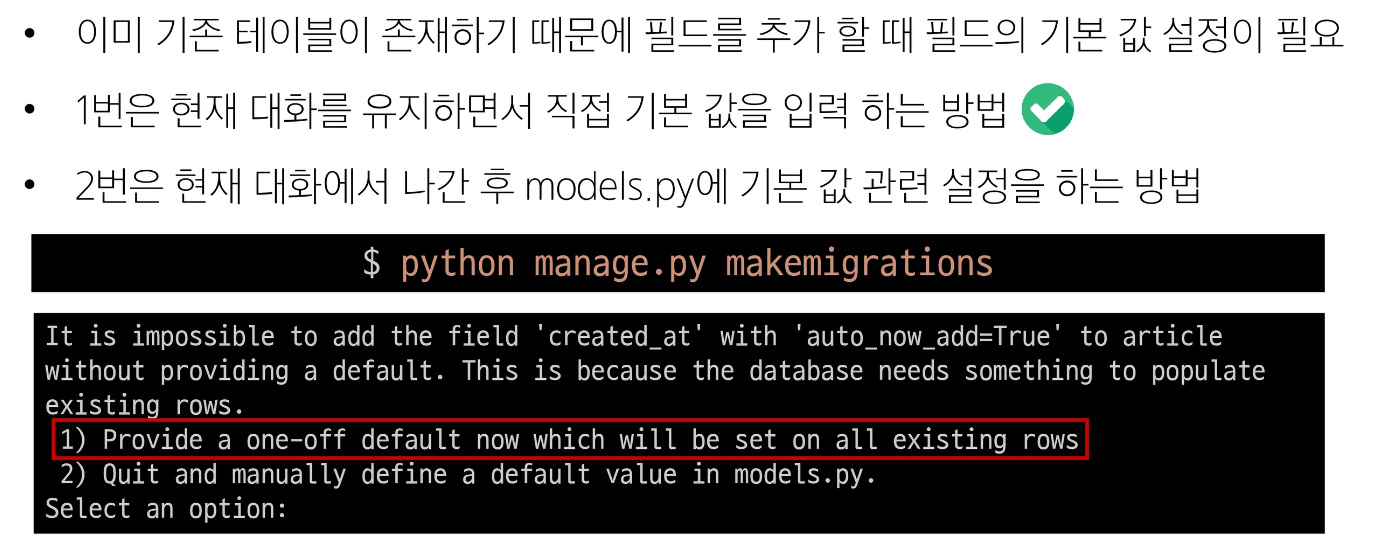 • 이미 기존 테이블이 존재하기 때문에 필드를 추가 할 때 필드의 기본 값 설정이 필요
• 1번은 현재 대화를 유지하면서 직접 기본 값을 입력 하는 방법
• 2번은 현재 대화에서 나간 후 models.py에 기본 값 관련 설정을 하는 방법
$ python manage.py makemigrations
It is impossible to add the field 'created_at' with 'auto_now_add=True' to article
without providing a default. This is because the database needs something to populate
existing rows.
1) Provide a one-off default now which will be set on all existing rows
2) Quit and manually define a default value in models.py.
Select an option: